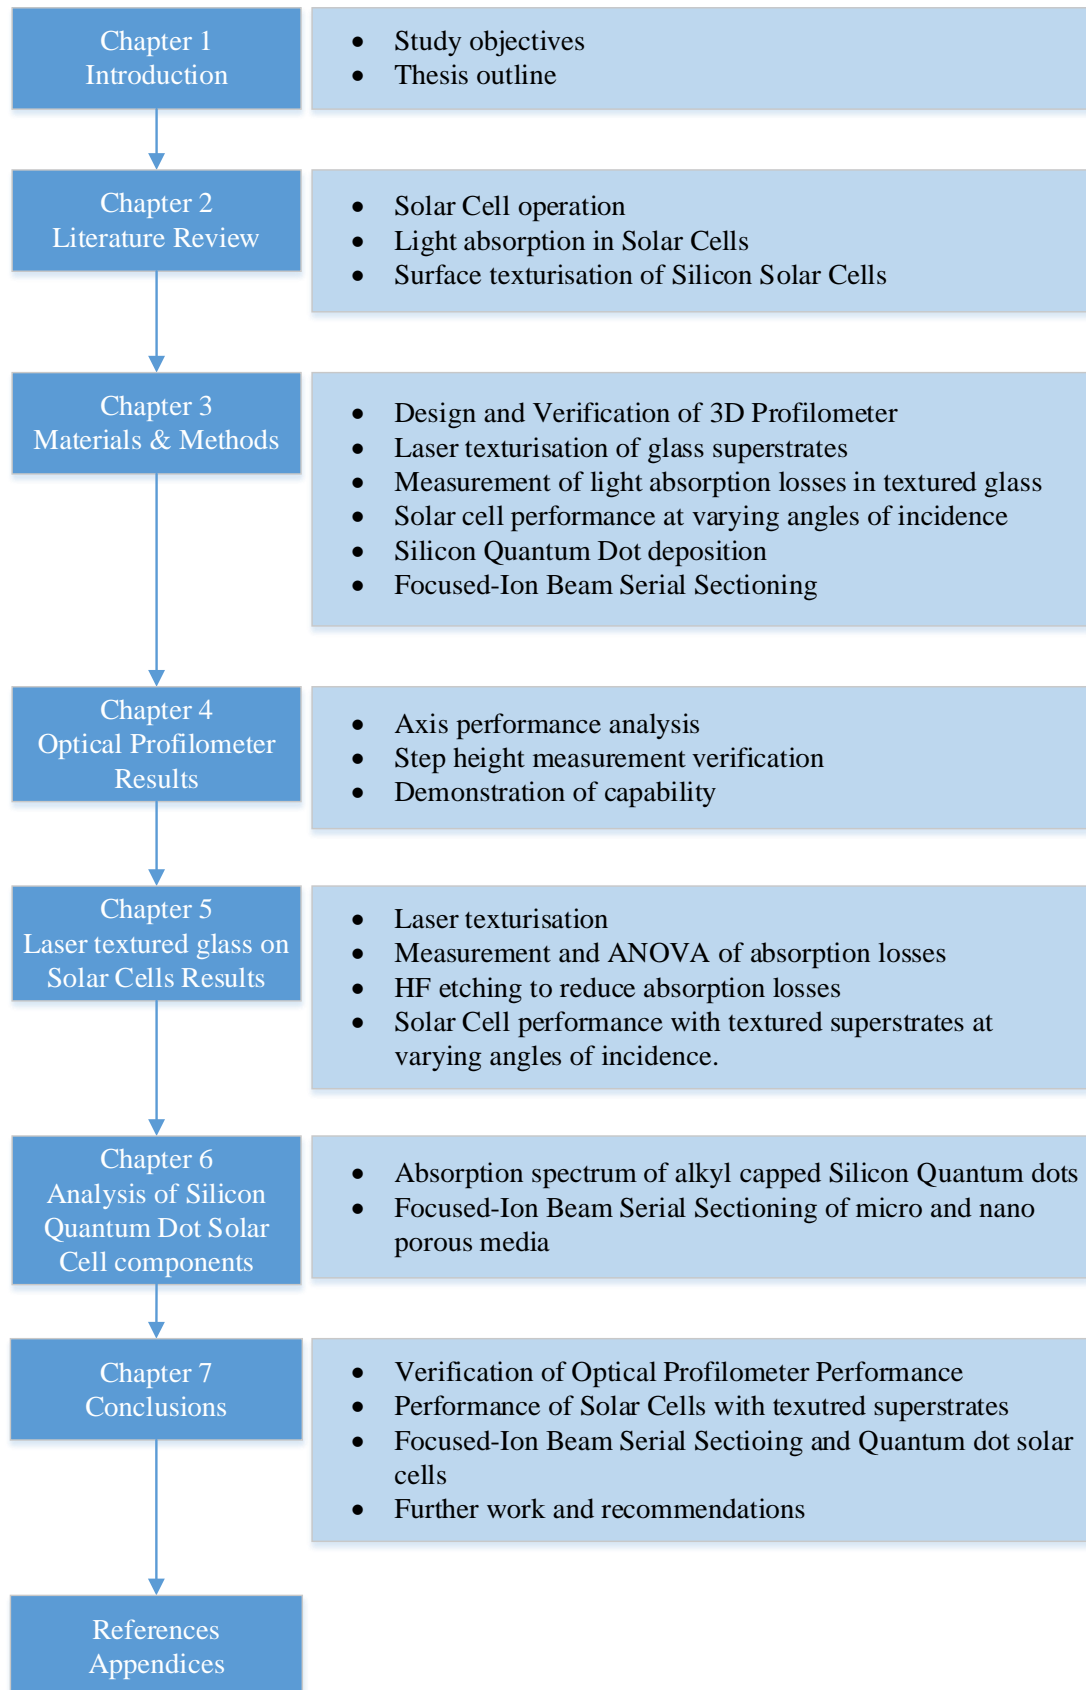 Chapter 1
Introduction
• Study objectives
• Thesis outline
Chapter 2
Literature Review
• Solar Cell operation
• Light absorption in Solar Cells
• Surface texturisation of Silicon Solar Cells
Chapter 3
Materials & Methods
• Design and Verification of 3D Profilometer
• Laser texturisation of glass superstrates
• Measurement of light absorption losses in textured glass
• Solar cell performance at varying angles of incidence
• Silicon Quantum Dot deposition
• Focused-Ion Beam Serial Sectioning
Chapter 4
Optical Profilometer
Results
• Axis performance analysis
• Step height measurement verification
• Demonstration of capability
Chapter 5
Laser textured glass on
Solar Cells Results
• Laser texturisation
• Measurement and ANOVA of absorption losses
• HF etching to reduce absorption losses
• Solar Cell performance with textured superstrates at
varying angles of incidence.
Chapter 6
Analysis of Silicon
Quantum Dot Solar
Cell components
• Absorption spectrum of alkyl capped Silicon Quantum dots
• Focused-Ion Beam Serial Sectioning of micro and nano
porous media
Chapter 7
Conclusions
• Verification of Optical Profilometer Performance
• Performance of Solar Cells with texutred superstrates
• Focused-Ion Beam Serial Sectioing and Quantum dot solar
cells
• Further work and recommendations
References
Appendices